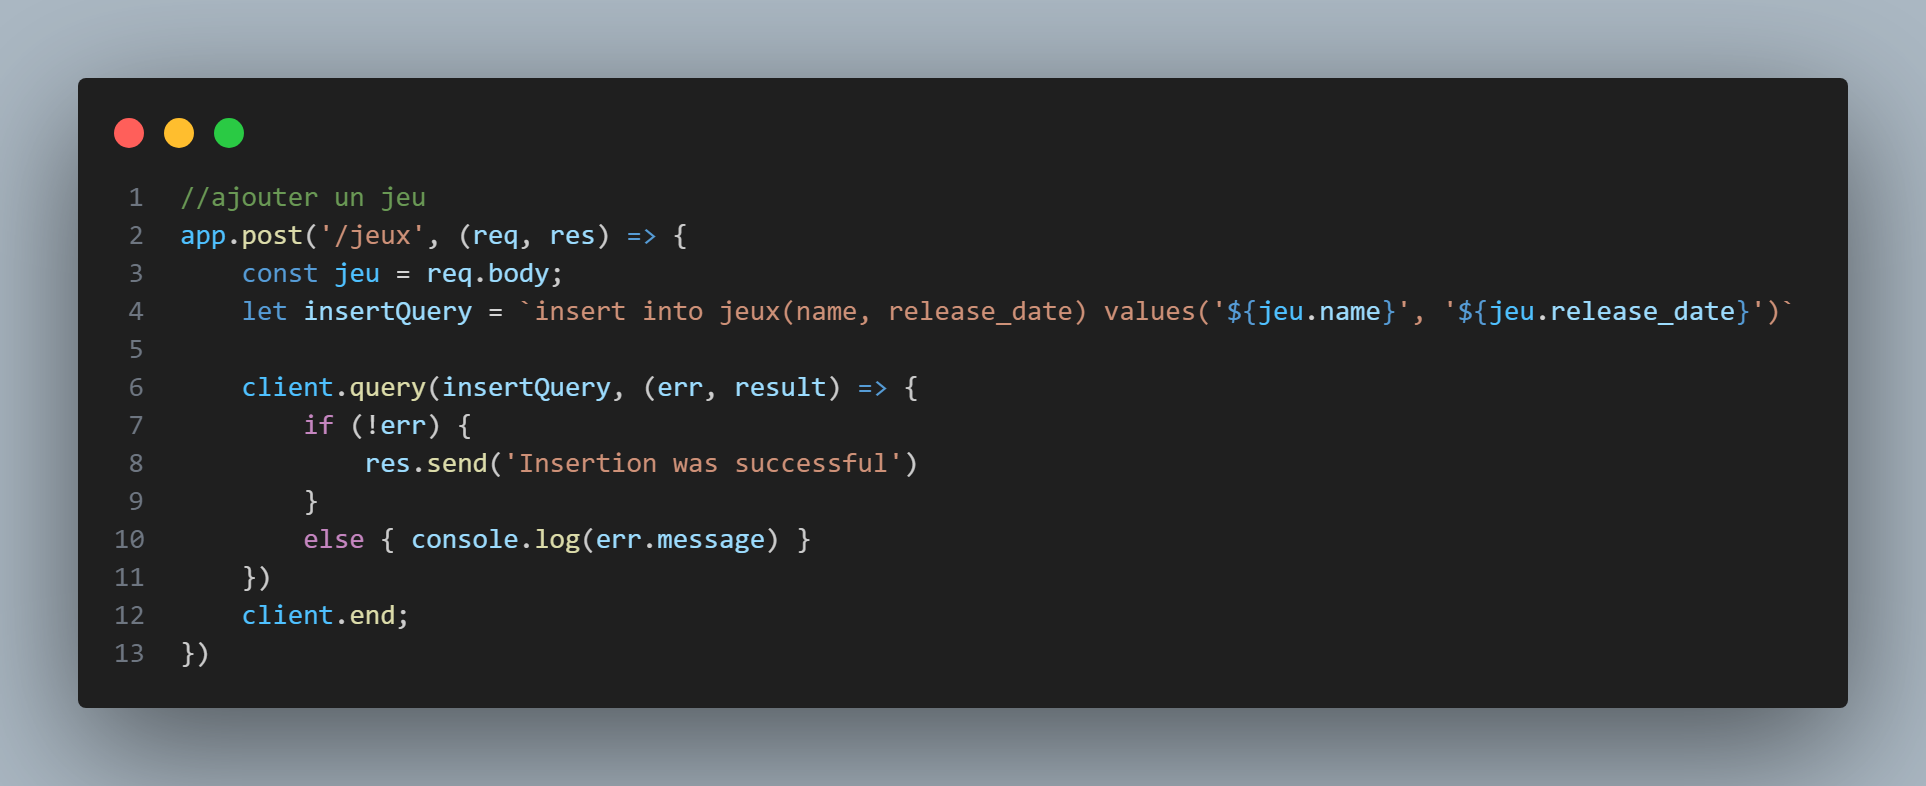 1 //ajouter un jeu
2 app.post('/jeux', (req, res) => {
3     const jeu = req.body;
4     let insertQuery = `insert into jeux(name, release_date) values('${jeu.name}', '${jeu.release_date}')`
5
6     client.query(insertQuery, (err, result) => {
7         if (!err) {
8             res.send('Insertion was successful')
9         }
10         else { console.log(err.message) }
11     })
12     client.end;
13 })